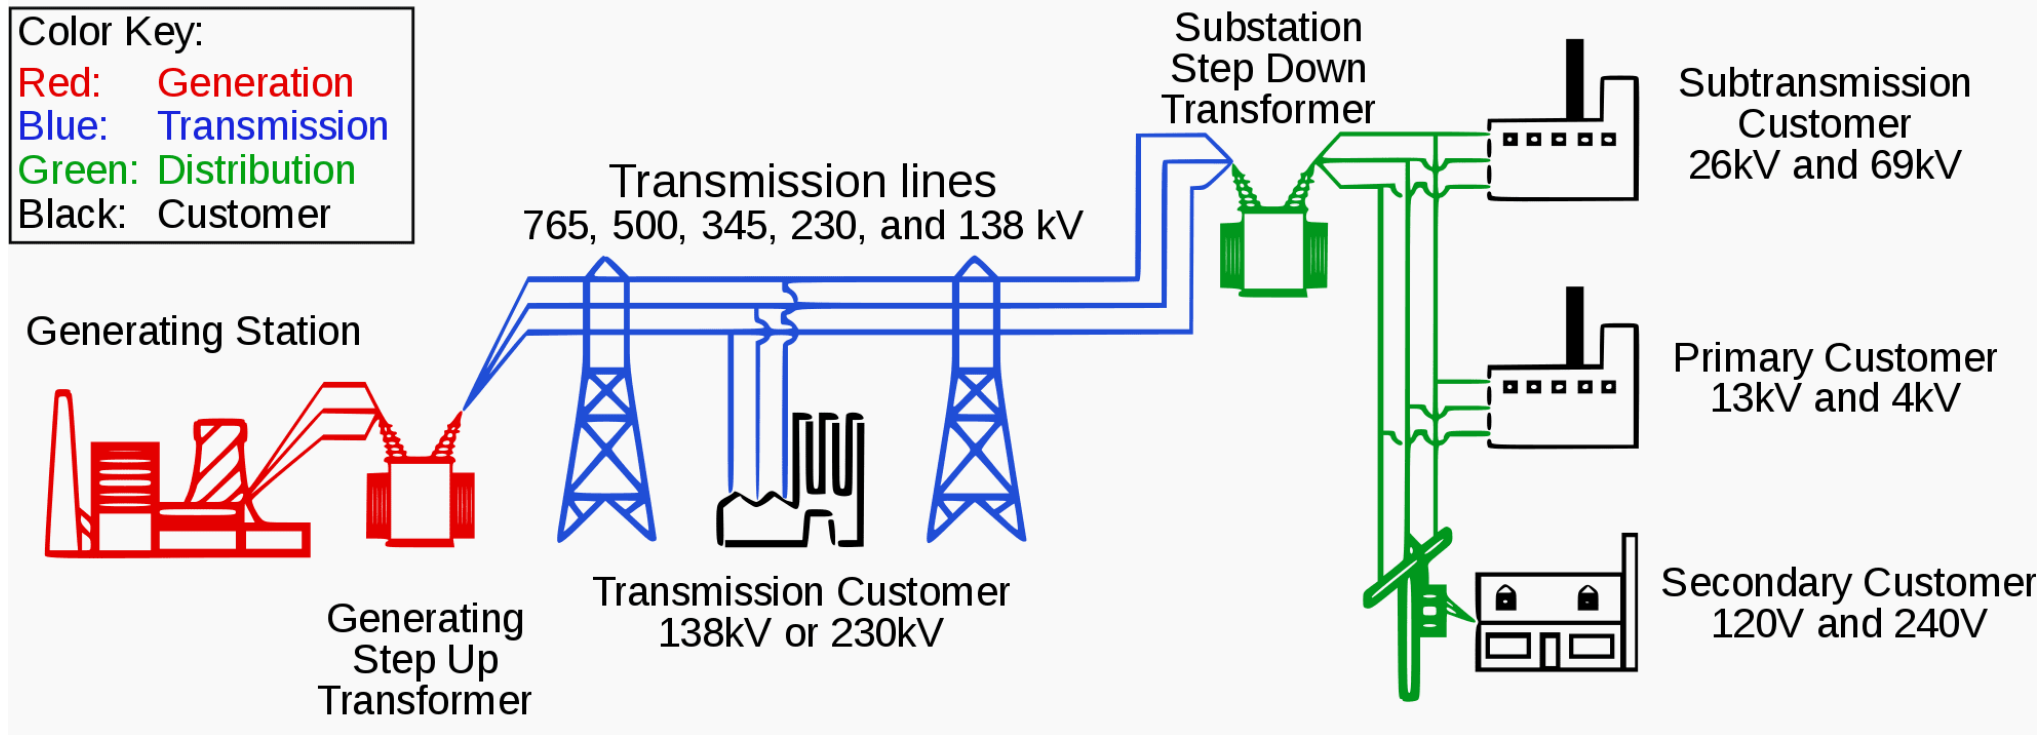 Color Key:
Red: Generation
Blue: Transmission
Green: Distribution
Black: Customer
Substation
Step Down
Transformer
Subtransmission
Customer
26kV and 69kV
Transmission lines
765, 500, 345, 230, and 138 kV
Generating Station
Primary Customer
13kV and 4kV
Transmission Customer
138kV or 230kV
Generating
Step Up
Transformer
Secondary Customer
120V and 240V